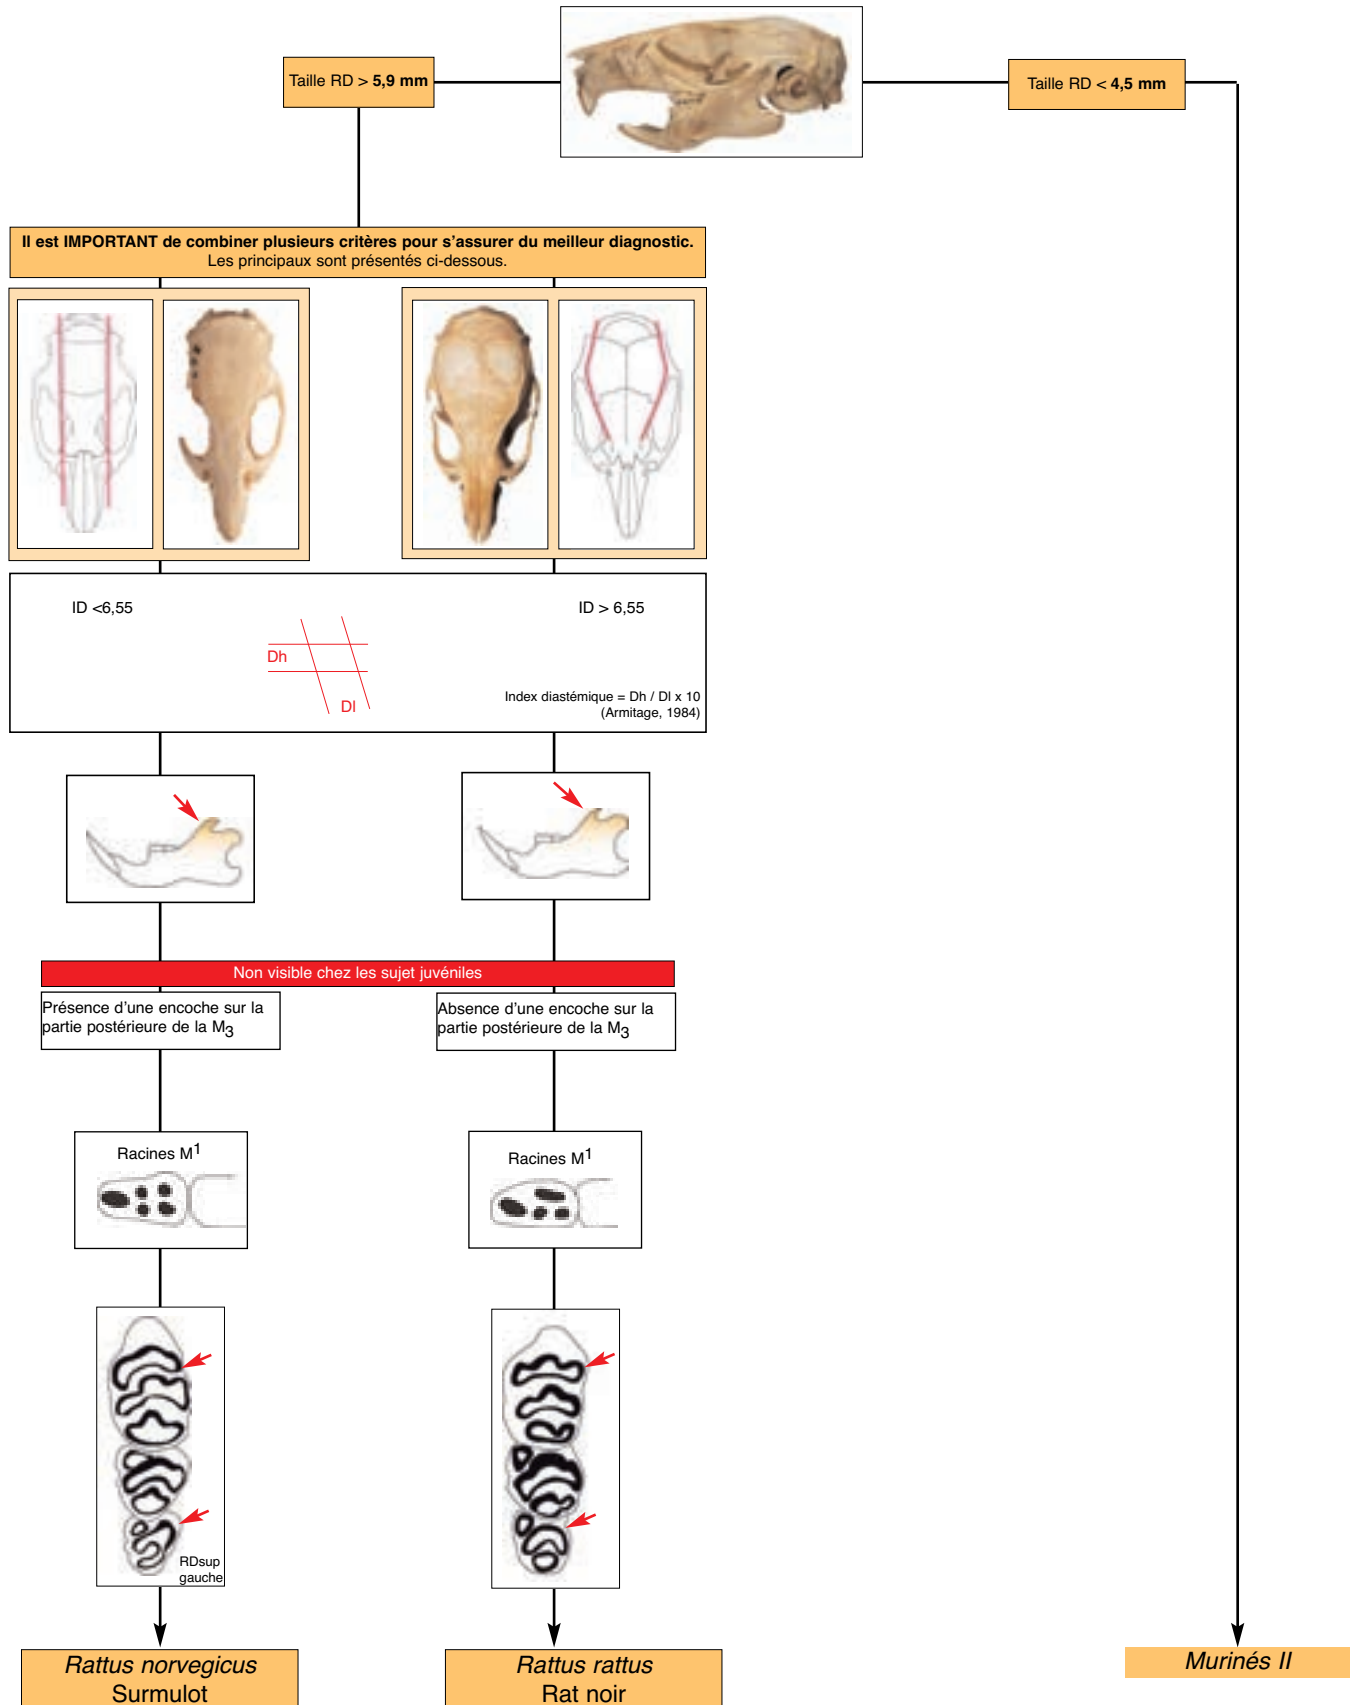 Taille RD > 5,9 mm
Taille RD < 4,5 mm
Il est IMPORTANT de combiner plusieurs critères pour s'assurer du meilleur diagnostic.
Les principaux sont présentés ci-dessous.
ID <6,55
ID > 6,55
Dh
Dl
Index diastémique = Dh / Dl x 10
(Armitage, 1984)
Non visible chez les sujet juvéniles
Présence d'une encoche sur la
partie postérieure de la M3
Absence d'une encoche sur la
partie postérieure de la M3
Racines M1
Racines M1
RDsup
gauche
Rattus norvegicus
Surmulot
Rattus rattus
Rat noir
Murinés II